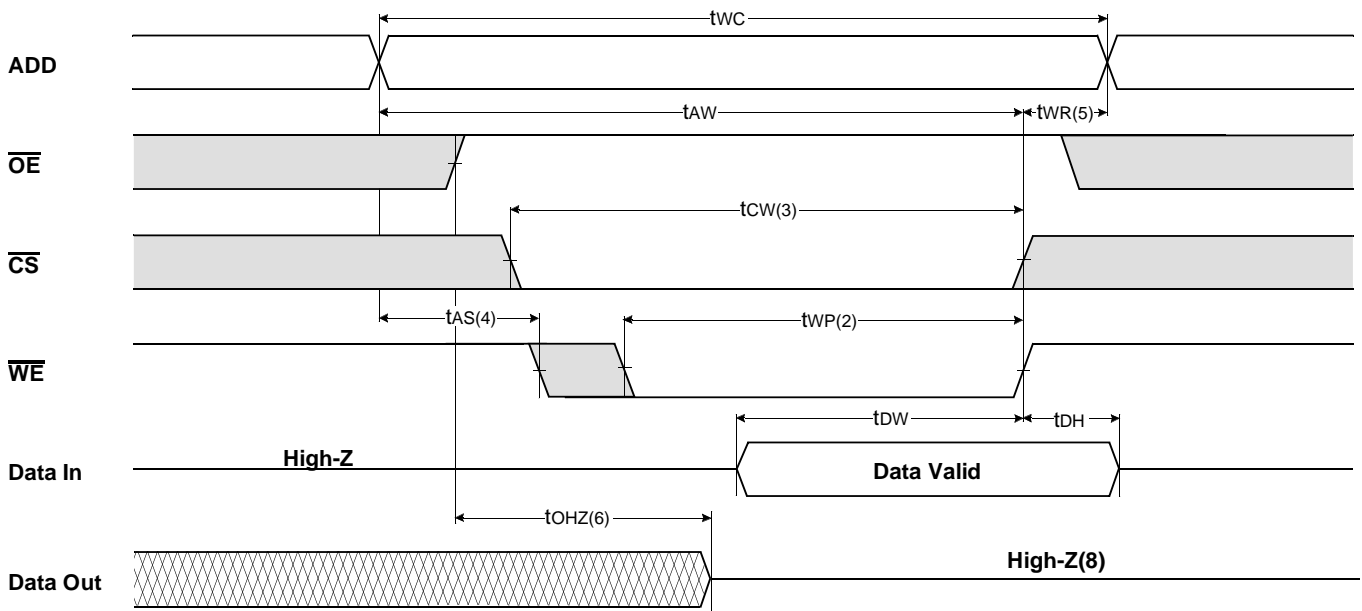 tWC
ADD
tAW
tWR(5)
OE
tCW(3)
CS
tAS(4)
tWP(2)
WE
tDW
tDH
High-Z
Data In
Data Valid
tOHZ(6)
High-Z(8)
Data Out